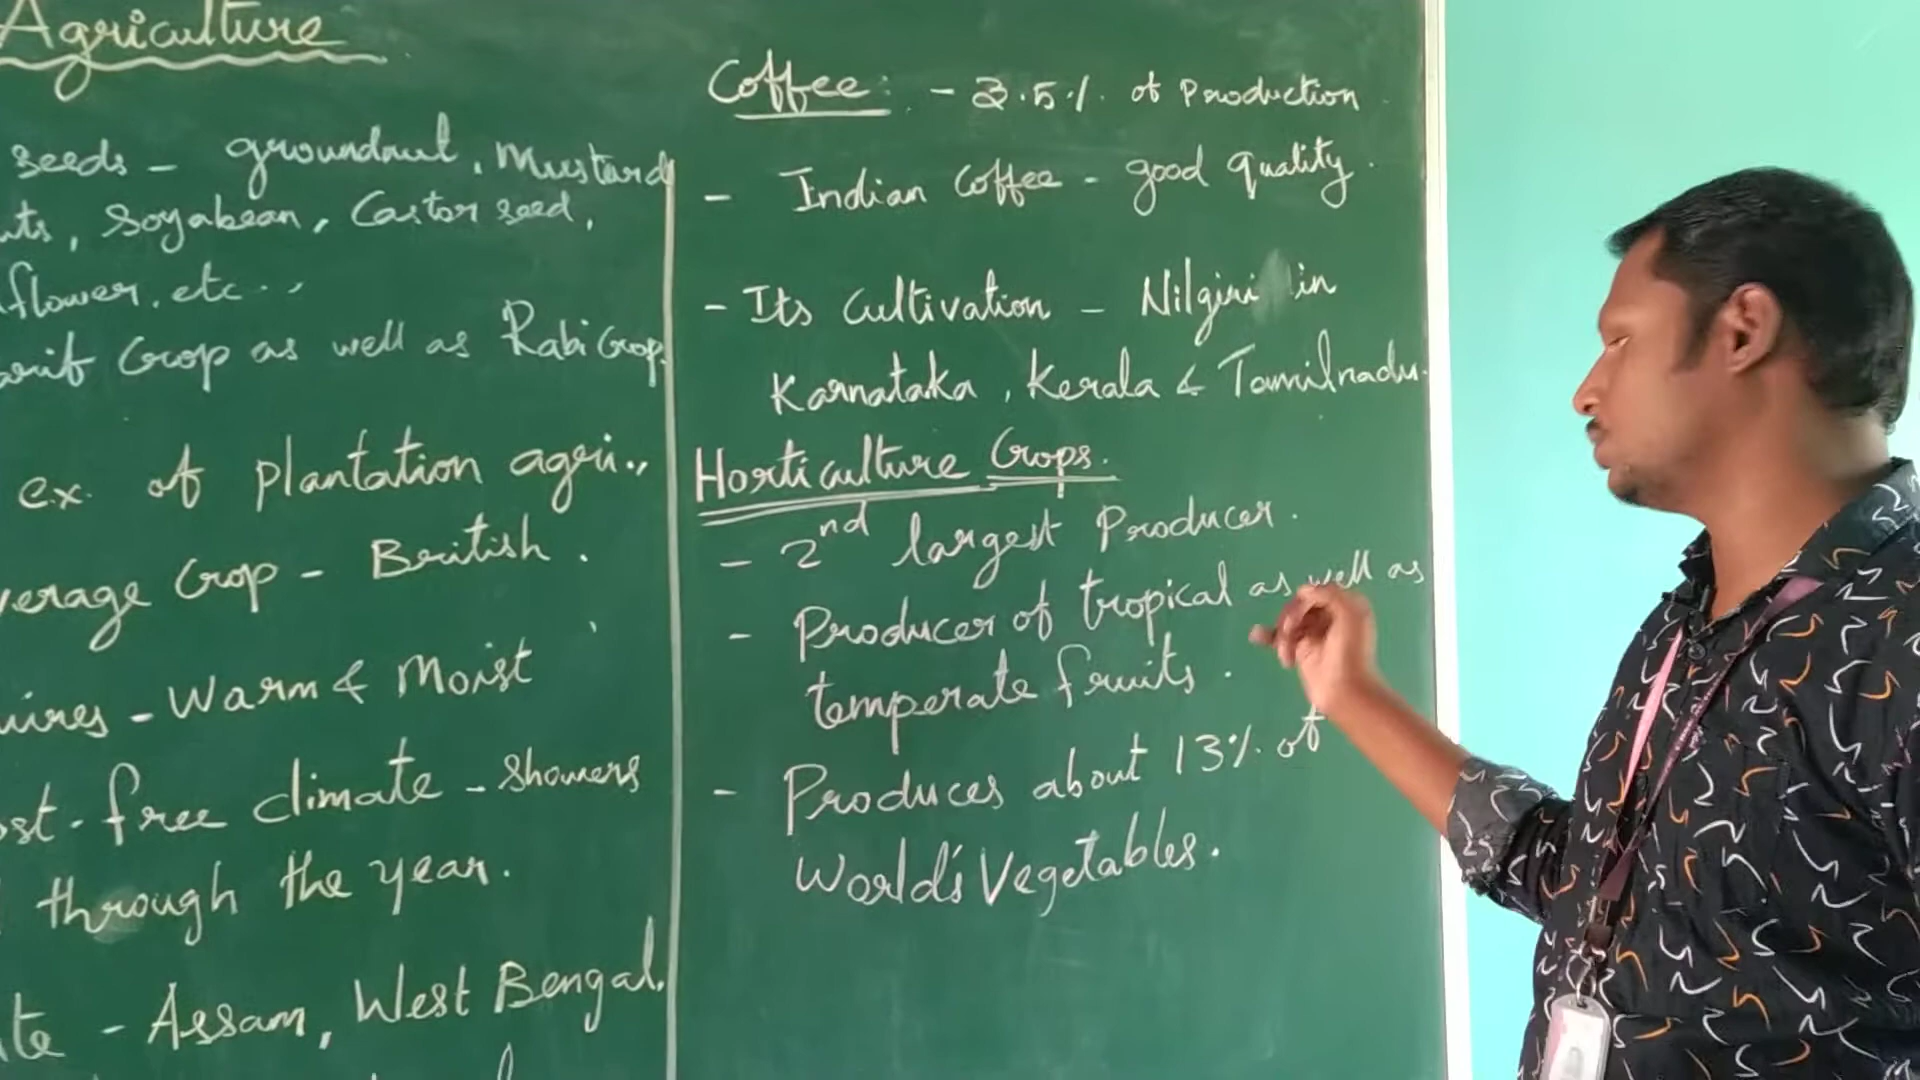 Agriculture
seeds - groundnut, Mustard
uts, Soyabean, Castor seed,
flower, etc..,
arif Crop as well as Rabi Crop.
ex. of plantation agri..,
verage Crop - British.
uires - Warm & Moist
ost-free climate - showers
through the year.
te - Assam, West Bengal.
Coffee: - 3.5% of Production
- Indian Coffee - good quality.
- Its Cultivation - Nilgiri in
Karnataka, Kerala & Tamilnadu.
Horticulture Crops.
- 2nd largest Producer.
- Producer of tropical as well as
temperate fruits.
- Produces about 13% of
World's Vegetables.